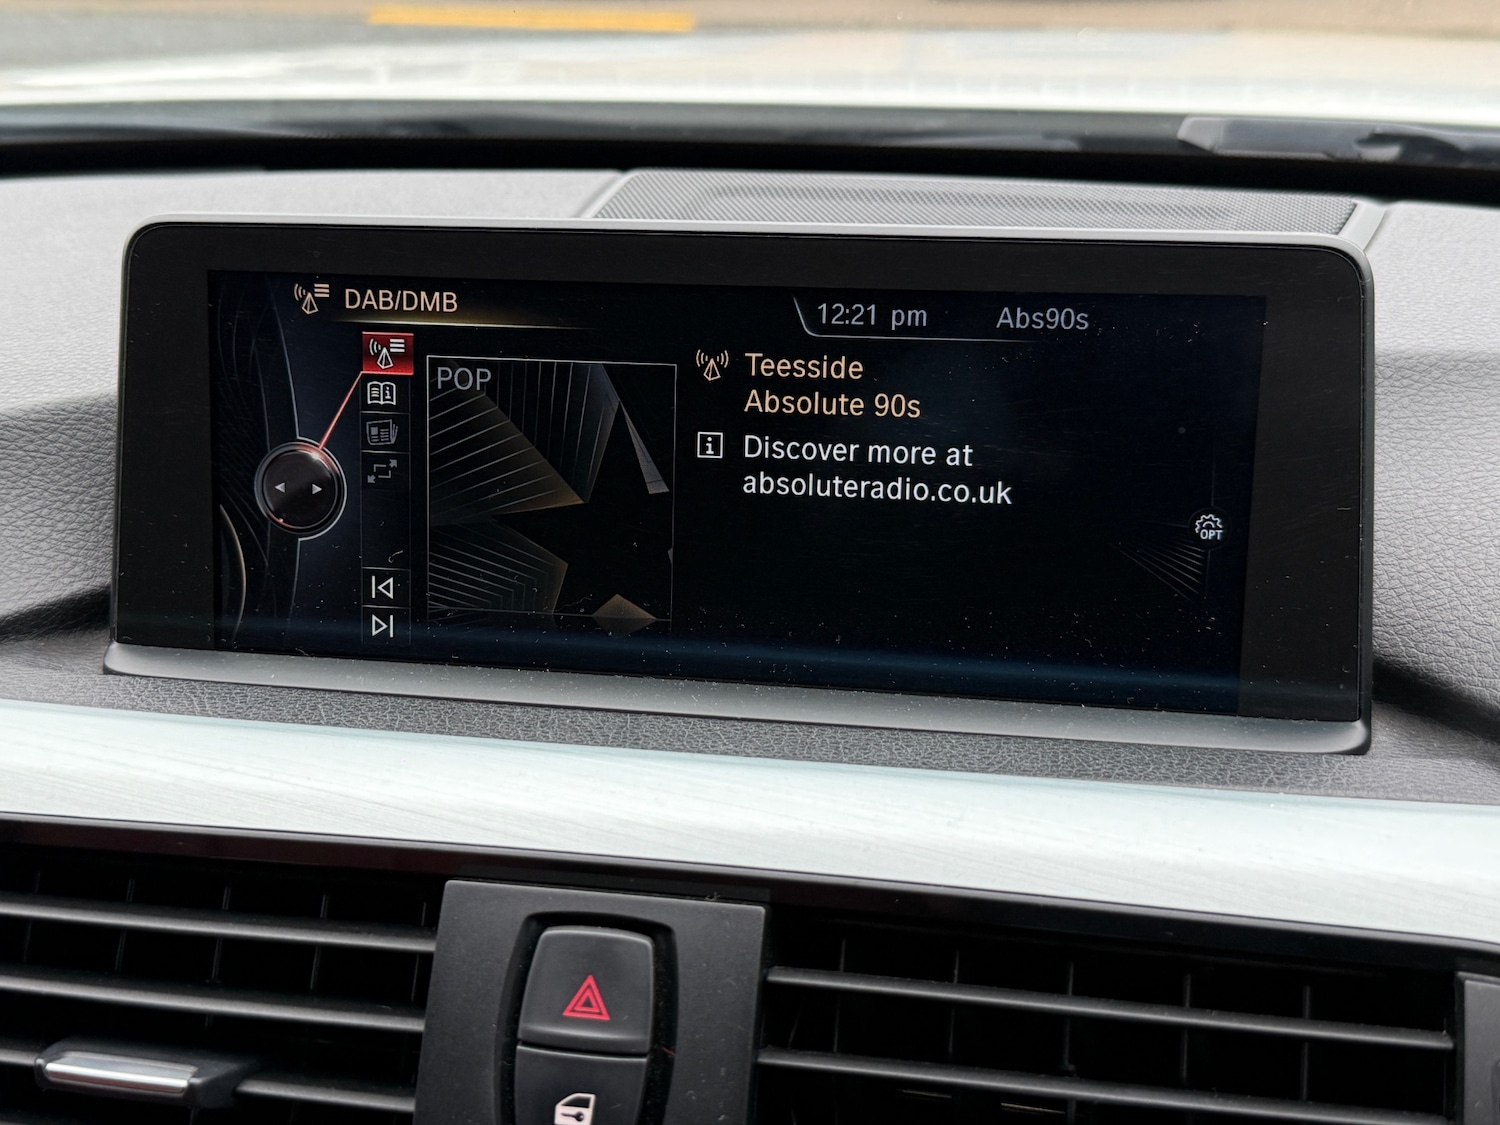 DAB/DMB
12:21 pm
Abs90s
POP
Teesside
Absolute 90s
Discover more at
absoluteradio.co.uk
OPT